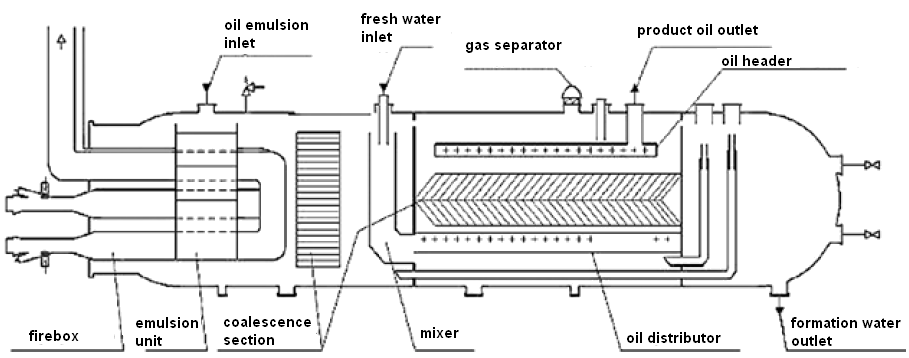 oil emulsion
inlet
fresh water
inlet
gas separator
product oil outlet
oil header
firebox
emulsion
unit
coalescence
section
mixer
oil distributor
formation water
outlet